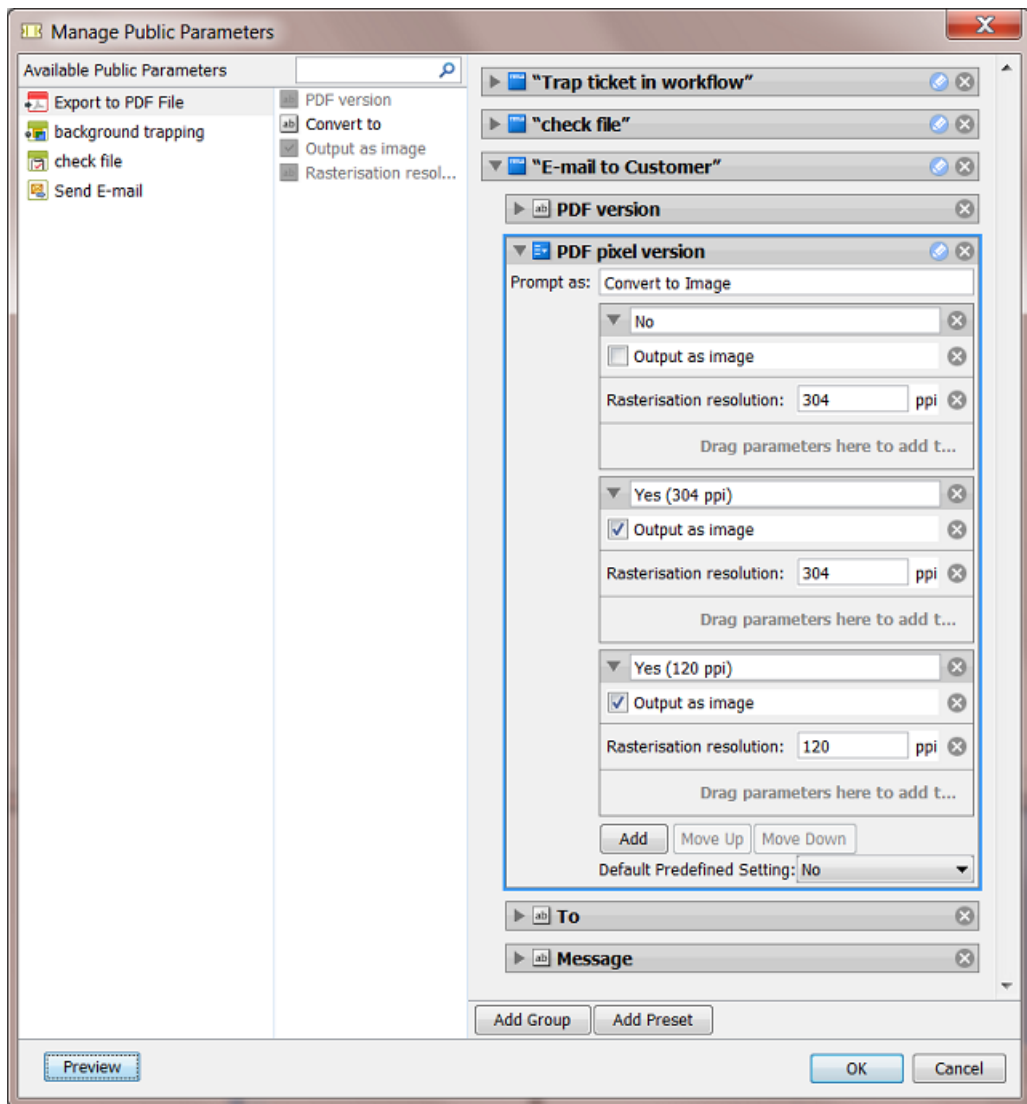 Manage Public Parameters
Available Public Parameters
Export to PDF File
background trapping
check file
Send E-mail
PDF version
Convert to
Output as image
Rasterisation resol...
"Trap ticket in workflow"
"check file"
"E-mail to Customer"
PDF version
PDF pixel version
Prompt as: Convert to Image
No
Output as image
Rasterisation resolution: 304 ppi
Drag parameters here to add t...
Yes (304 ppi)
Output as image
Rasterisation resolution: 304 ppi
Drag parameters here to add t...
Yes (120 ppi)
Output as image
Rasterisation resolution: 120 ppi
Drag parameters here to add t...
Add Move Up Move Down
Default Predefined Setting: No
To
Message
Add Group Add Preset
Preview OK Cancel